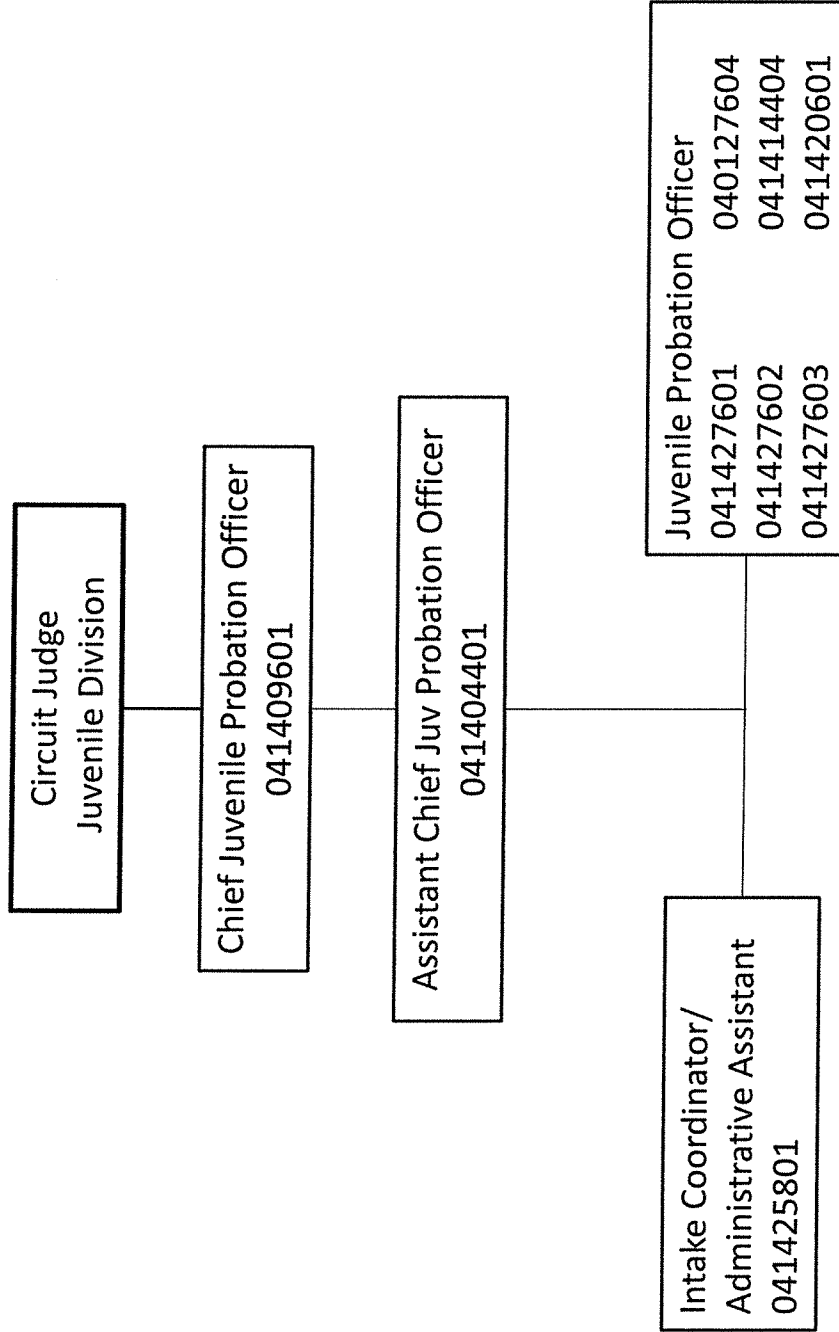 Circuit Judge
Juvenile Division
Chief Juvenile Probation Officer
041409601
Assistant Chief Juv Probation Officer
041404401
Intake Coordinator/
Administrative Assistant
041425801
Juvenile Probation Officer
041427601 040127604
041427602 041414404
041427603 041420601